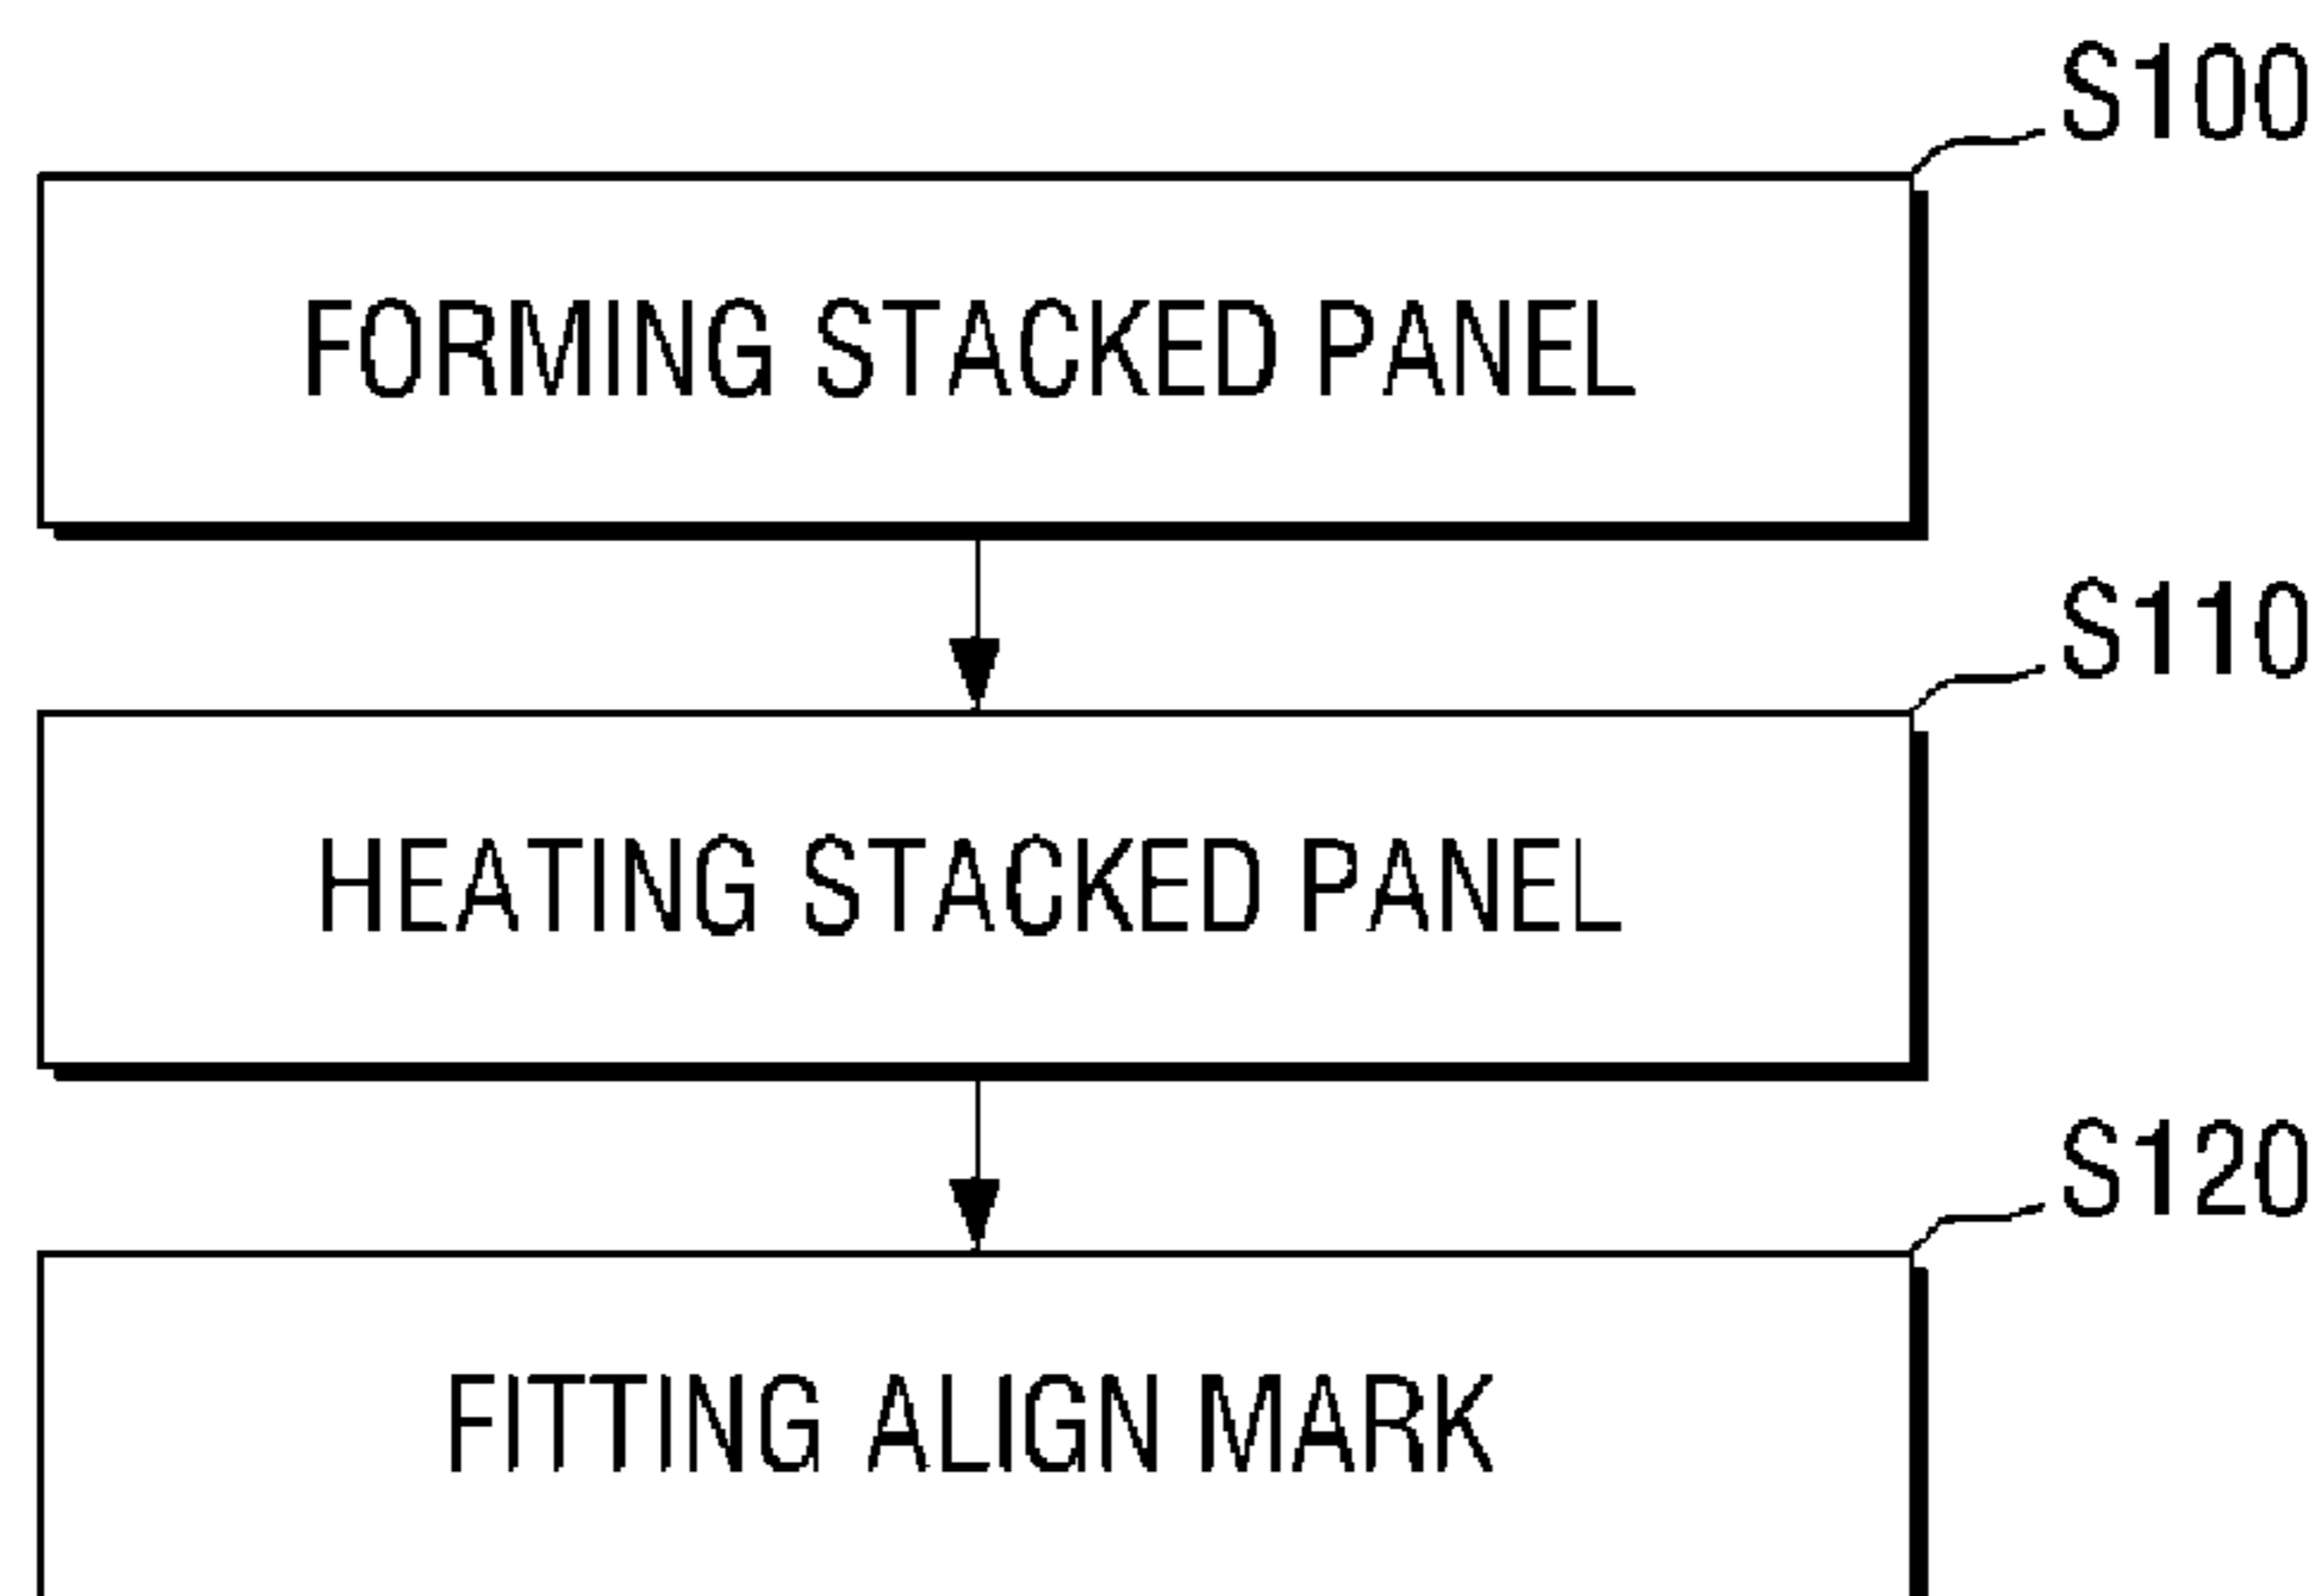 S100
FORMING STACKED PANEL
S110
HEATING STACKED PANEL
S120
FITTING ALIGN MARK